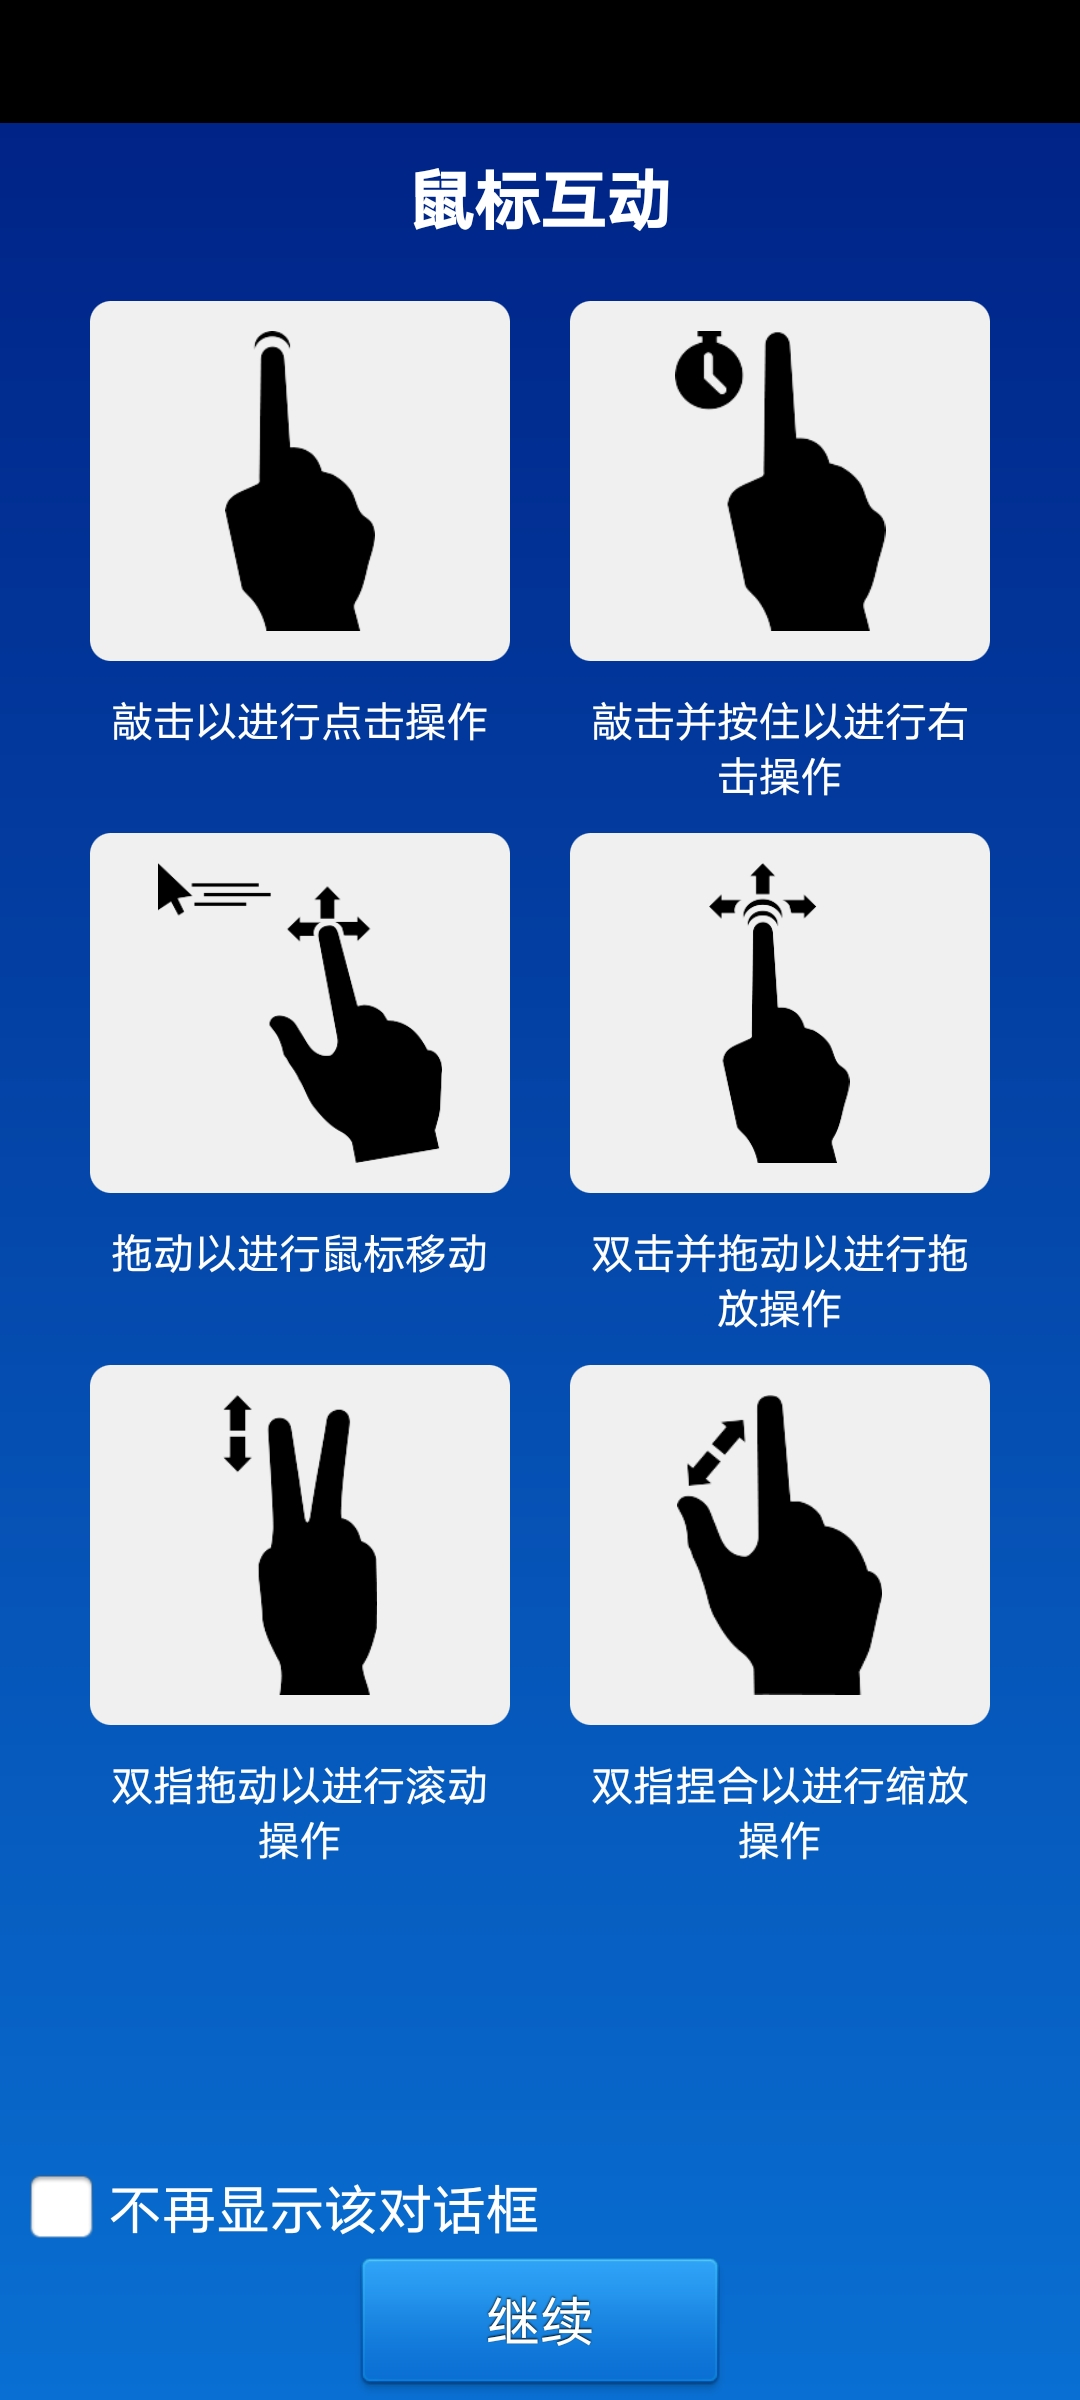 鼠标互动
敲击以进行点击操作
敲击并按住以进行右
击操作
拖动以进行鼠标移动
双击并拖动以进行拖
放操作
双指拖动以进行滚动
操作
双指捏合以进行缩放
操作
不再显示该对话框
继续